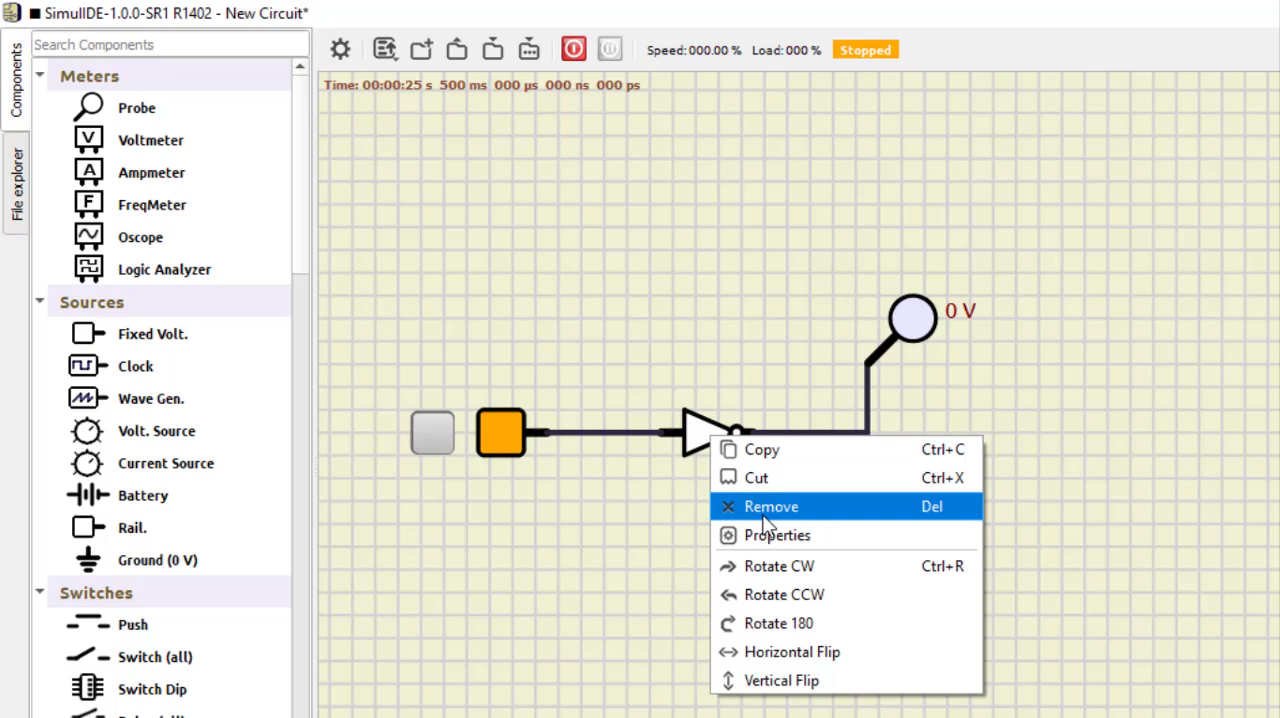 SimulIDE-1.0.0-SR1 R1402 - New Circuit*
Components
File explorer
Search Components
Speed:000.00 % Load: 000 % Stopped
Time: 00:00:25 s 500 ms 000 µs 000 ns 000 ps
Meters
Probe
V Voltmeter
A Ampmeter
F FreqMeter
Oscope
Logic Analyzer
Sources
Fixed Volt.
Clock
Wave Gen.
Volt. Source
Current Source
Battery
Rail.
Ground (0 V)
Switches
Push
Switch (all)
Switch Dip
0 V
Copy Ctrl+C
Cut Ctrl+X
Remove Del
Properties
Rotate CW Ctrl+R
Rotate CCW
Rotate 180
Horizontal Flip
Vertical Flip